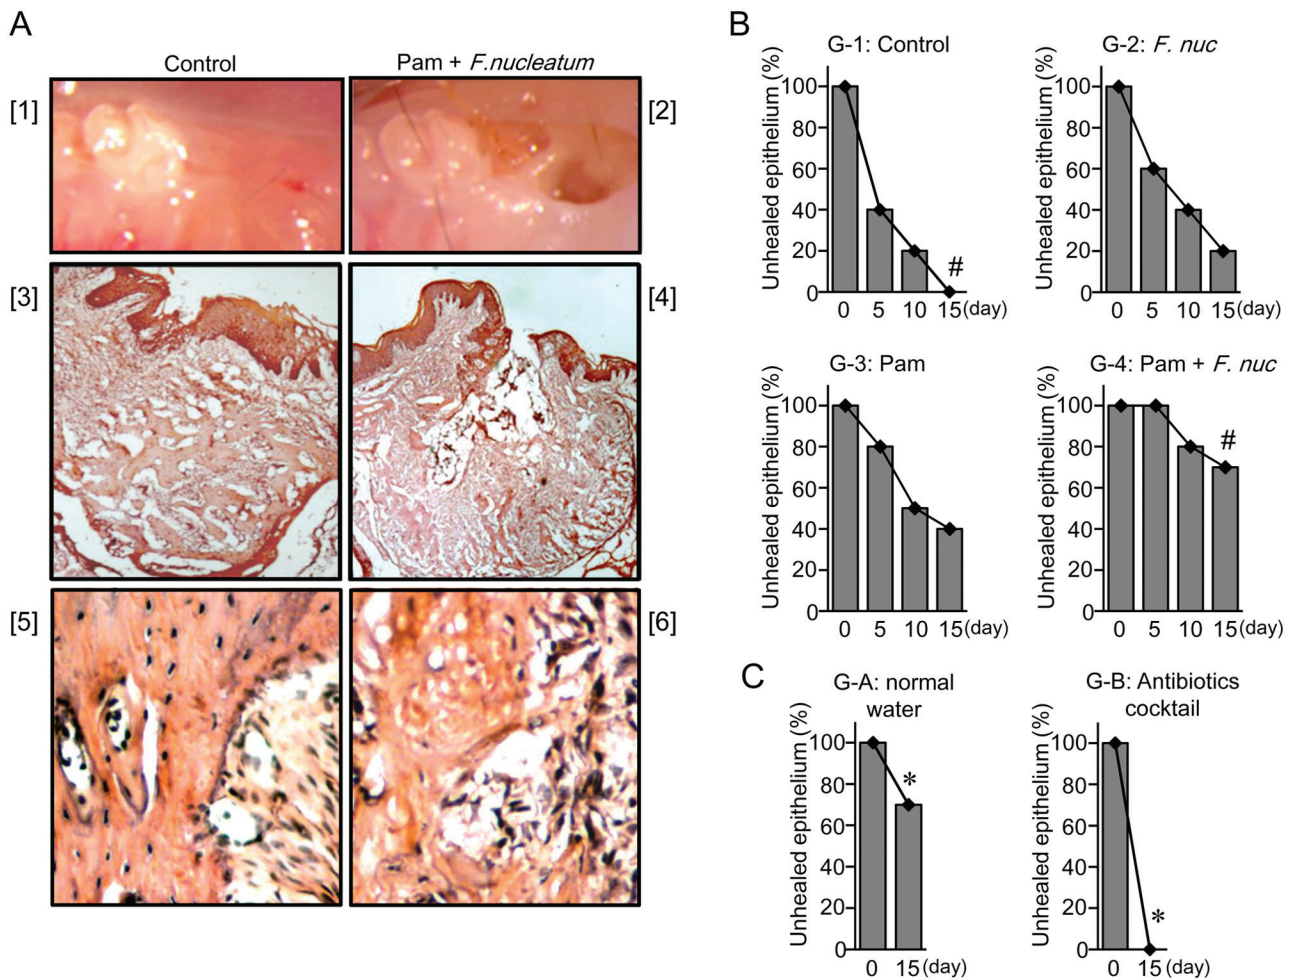 A
Control
Pam + F.nucleatum
[1]
[2]
[3]
[4]
[5]
[6]
B
G-1: Control
Unhealed epithelium (%)
100
80
60
40
20
0
0 5 10 15 (day)
#
G-2: F. nuc
Unhealed epithelium (%)
100
80
60
40
20
0
0 5 10 15 (day)
G-3: Pam
Unhealed epithelium (%)
100
80
60
40
20
0
0 5 10 15 (day)
G-4: Pam + F. nuc
Unhealed epithelium (%)
100
80
60
40
20
0
0 5 10 15 (day)
#
C
G-A: normal
water
Unhealed epithelium (%)
100
80
60
40
20
0
0 15 (day)
*
G-B: Antibiotics
cocktail
Unhealed epithelium (%)
100
80
60
40
20
0
0 15 (day)
*